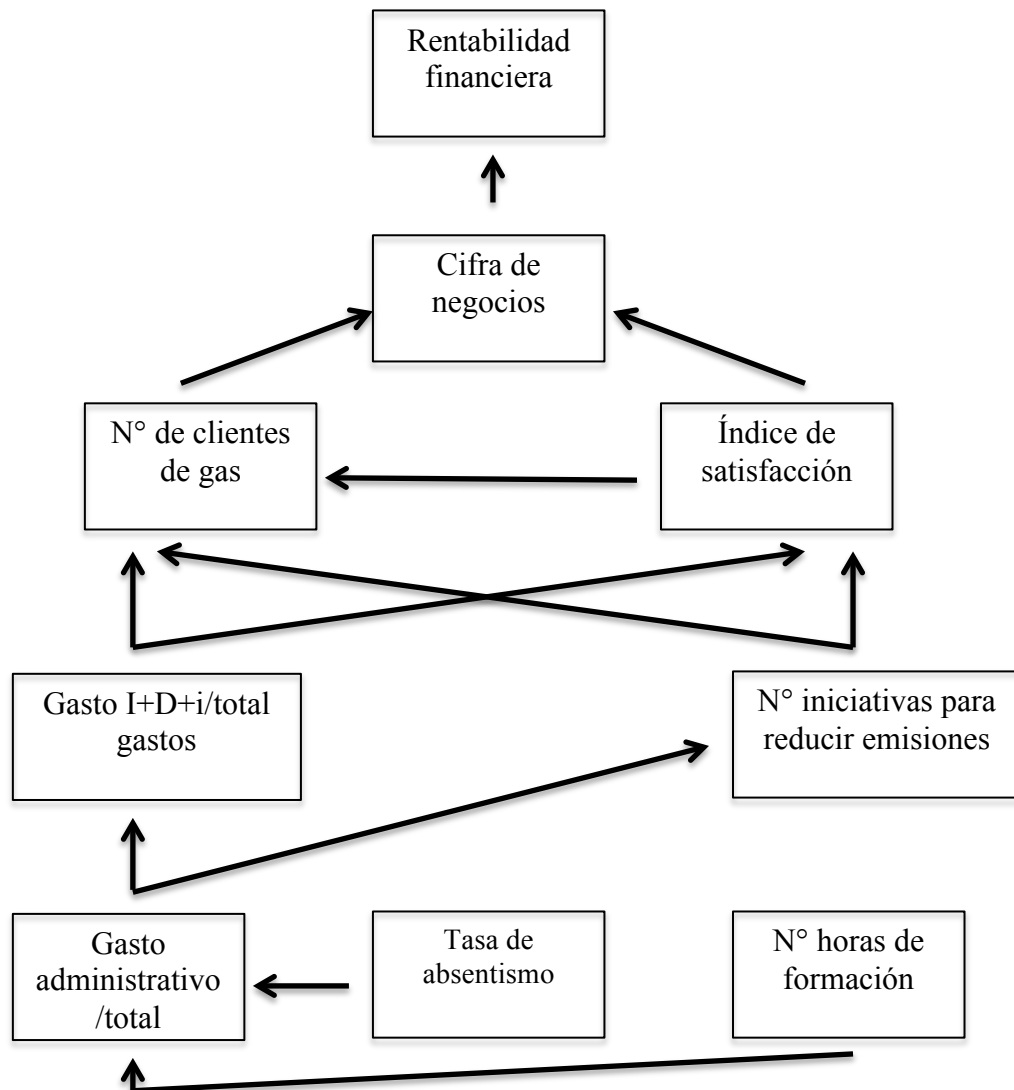 Rentabilidad
financiera
Cifra de
negocios
N° de clientes
de gas
Índice de
satisfacción
Gasto I+D+i/total
gastos
N° iniciativas para
reducir emisiones
Gasto
administrativo
/total
Tasa de
absentismo
N° horas de
formación